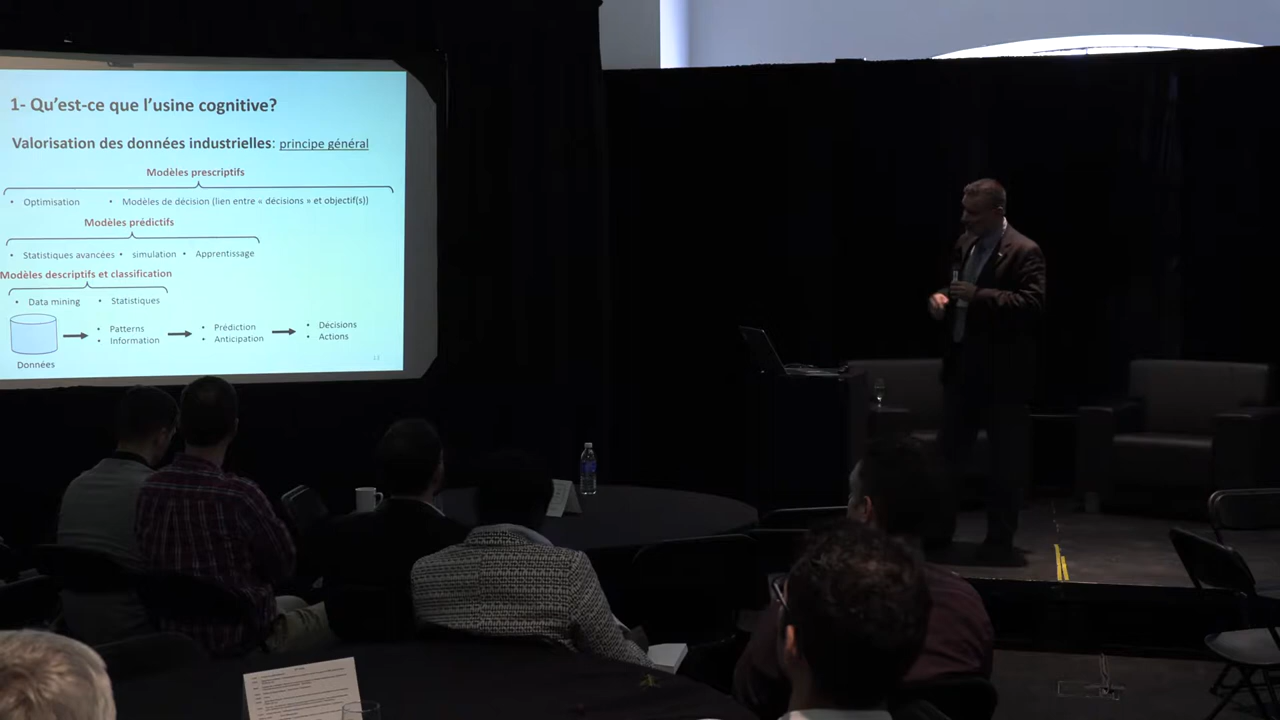 1- Qu'est-ce que l'usine cognitive?
Valorisation des données industrielles: principe général
Modèles prescriptifs
• Optimisation • Modèles de décision (lien entre « décisions » et objectif(s))
Modèles prédictifs
• Statistiques avancées • simulation • Apprentissage
Modèles descriptifs et classification
• Data mining • Statistiques
• Patterns
• Information
• Prédiction
• Anticipation
• Décisions
• Actions
Données